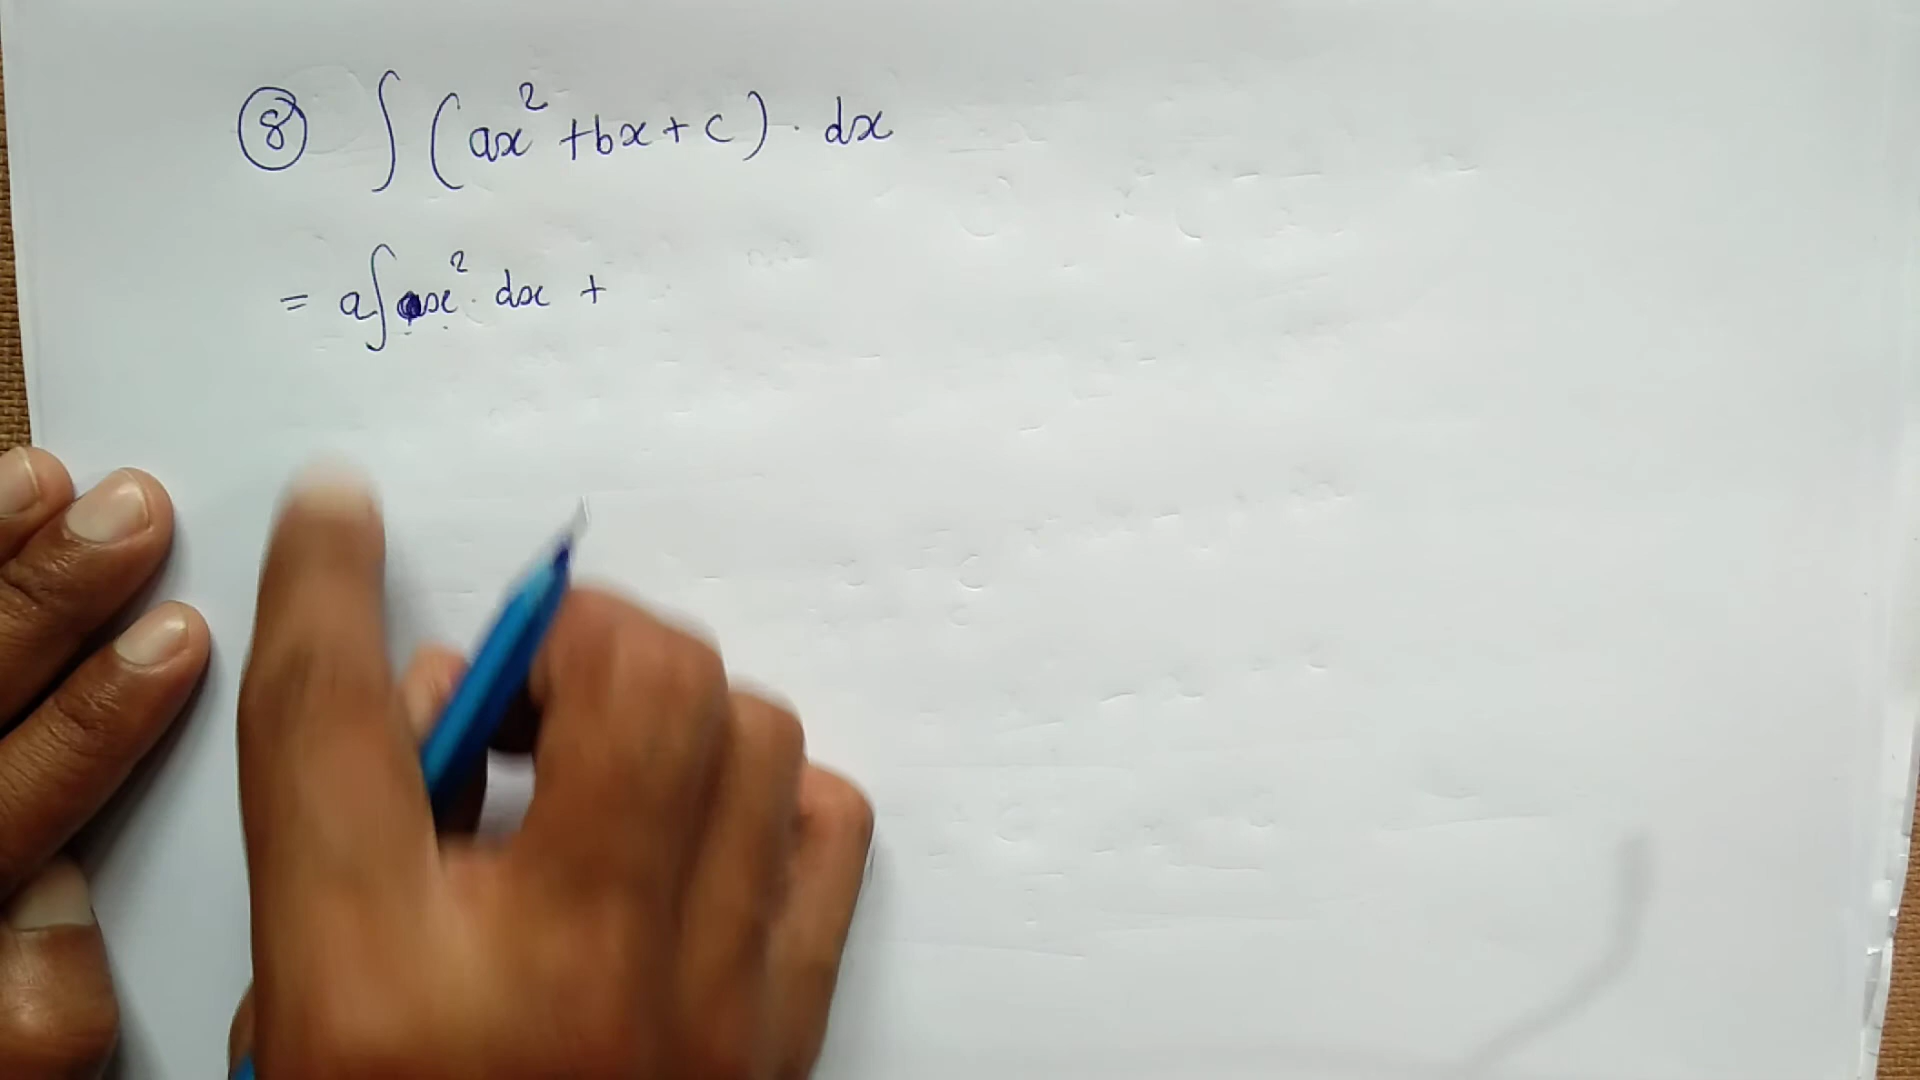 ⑧ ∫(ax² + bx + c) · dx
= a∫x² · dx +